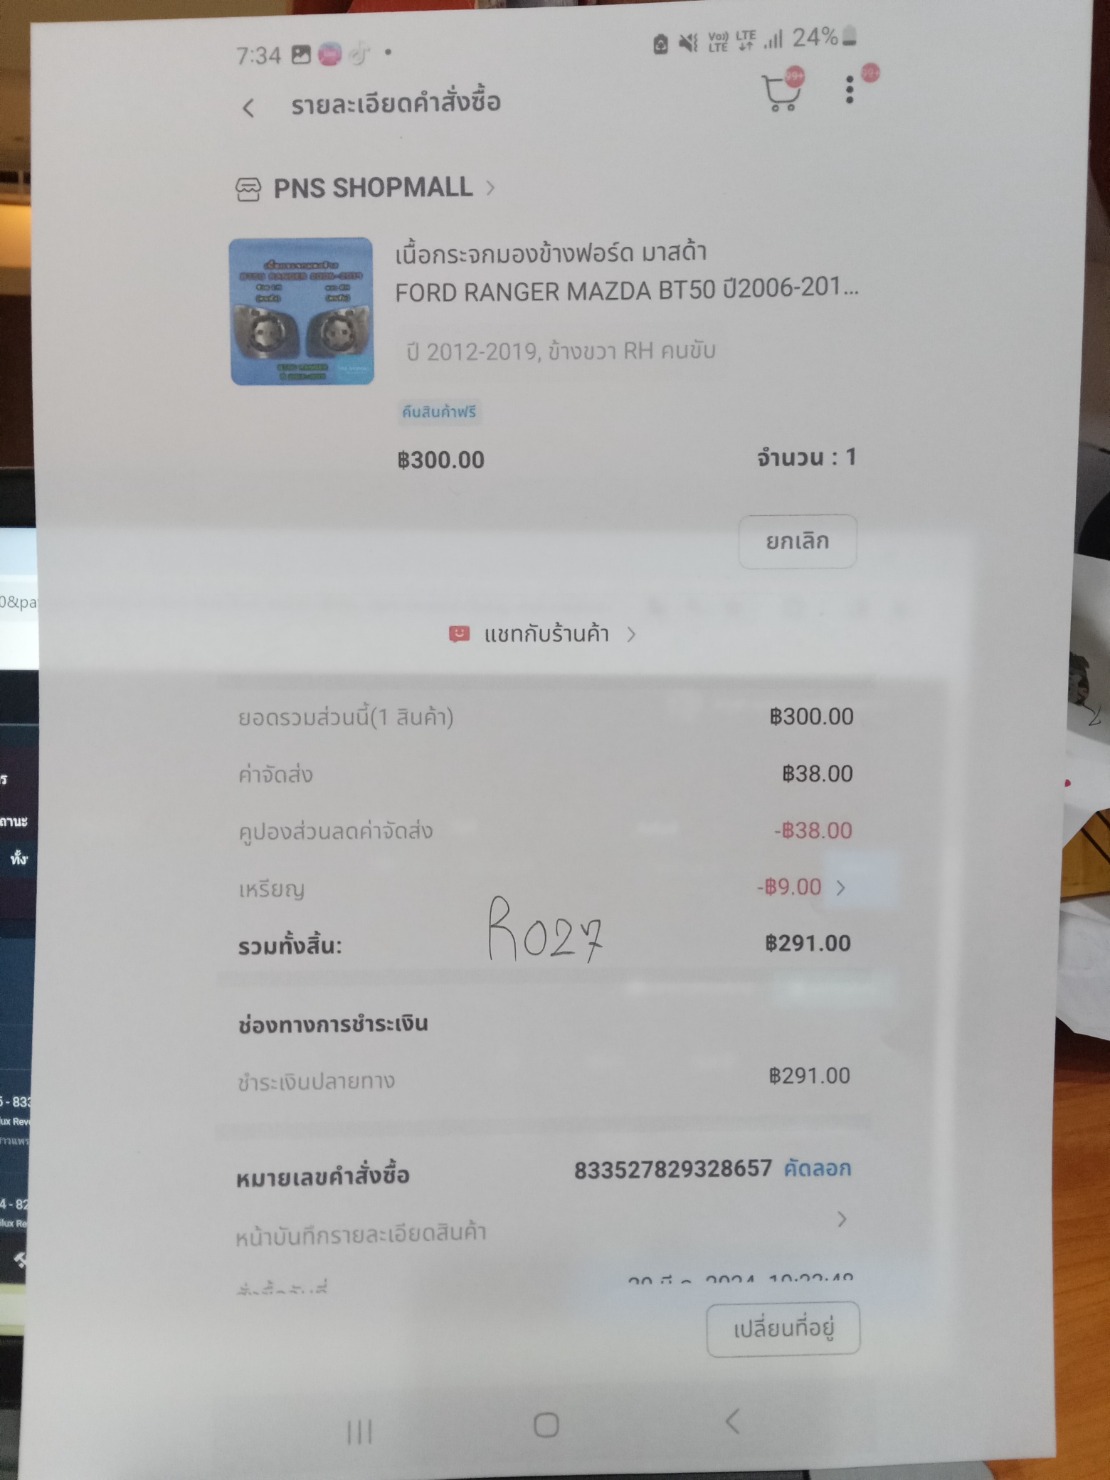 7:34 24%
รายละเอียดคำสั่งซื้อ 99+ 99+
PNS SHOPMALL
เนื้อกระจกมองข้างฟอร์ด มาสด้า
FORD RANGER MAZDA BT50 ปี2006-201...
ปี 2012-2019, ข้างขวา RH คนขับ
คืนสินค้าฟรี
฿300.00 จำนวน : 1
ยกเลิก
แชทกับร้านค้า
ยอดรวมส่วนนี้(1 สินค้า) ฿300.00
ค่าจัดส่ง ฿38.00
คูปองส่วนลดค่าจัดส่ง -฿38.00
เหรียญ -฿9.00
R027
รวมทั้งสิ้น: ฿291.00
ช่องทางการชำระเงิน
ชำระเงินปลายทาง ฿291.00
หมายเลขคำสั่งซื้อ 833527829328657 คัดลอก
หน้าบันทึกรายละเอียดสินค้า
เปลี่ยนที่อยู่